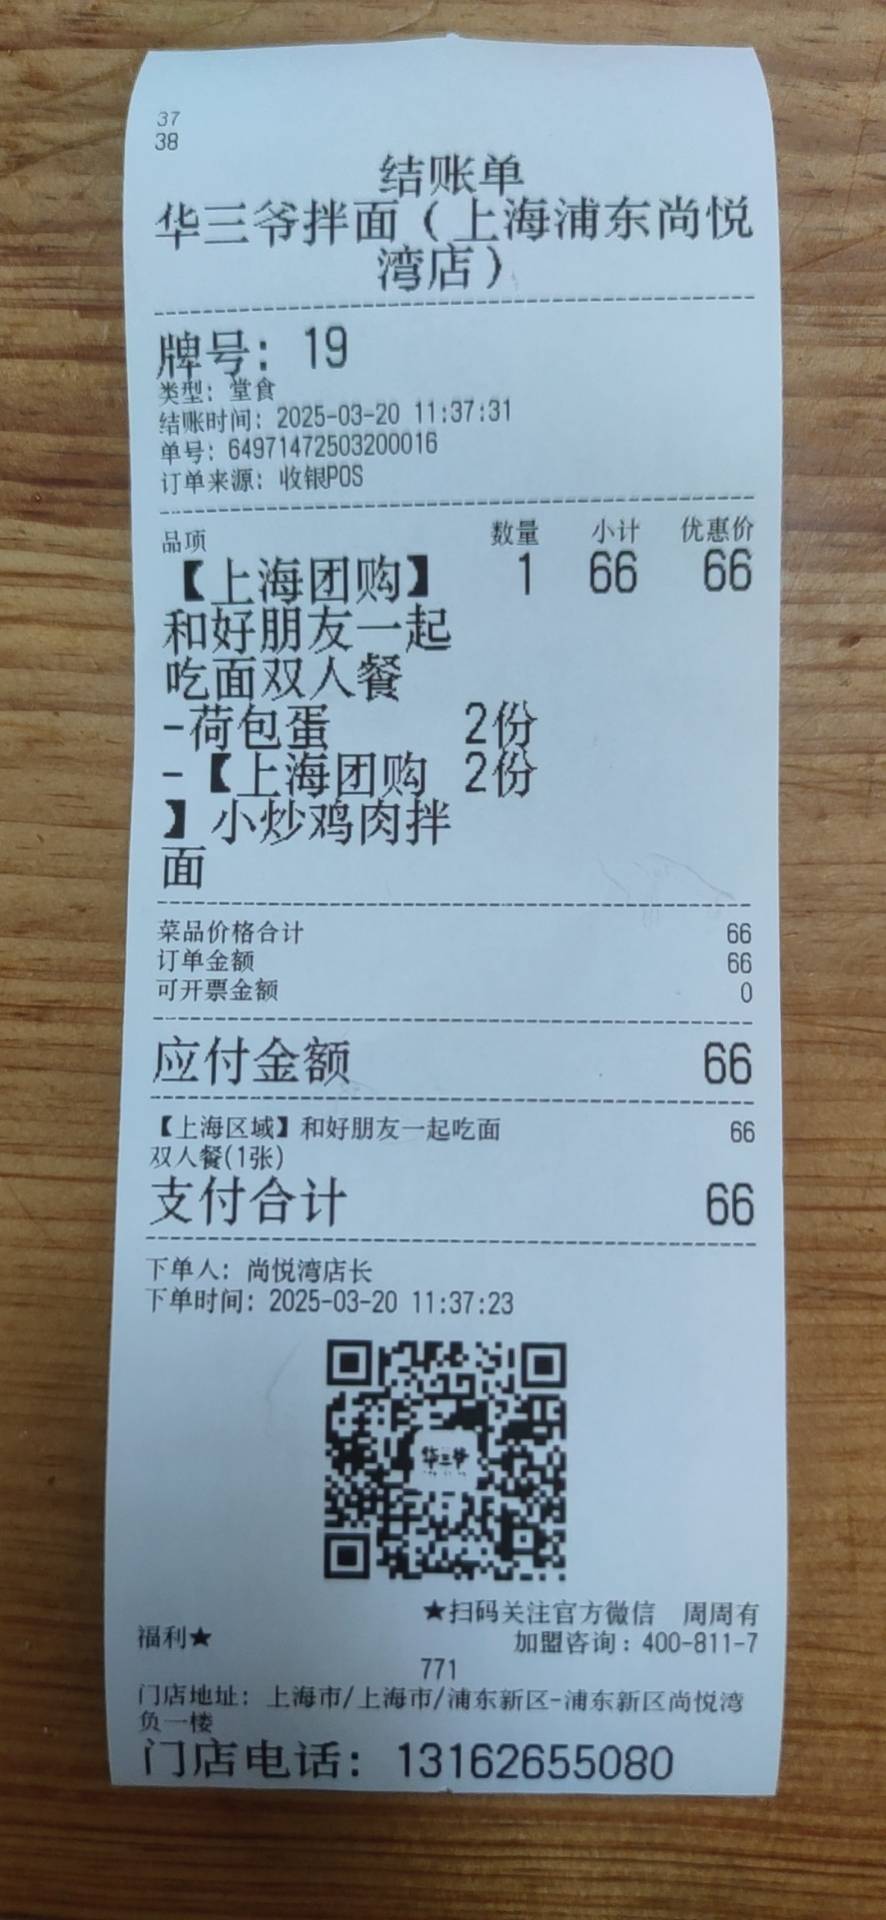 37
38
结账单
华三爷拌面（上海浦东尚悦
湾店）
牌号：19
类型：堂食
结账时间：2025-03-20 11:37:31
单号：64971472503200016
订单来源：收银POS
品项 数量 小计 优惠价
【上海团购】 1 66 66
和好朋友一起
吃面双人餐
-荷包蛋 2份
-【上海团购 2份
】小炒鸡肉拌
面
菜品价格合计 66
订单金额 66
可开票金额 0
应付金额 66
【上海区域】和好朋友一起吃面 66
双人餐(1张)
支付合计 66
下单人：尚悦湾店长
下单时间：2025-03-20 11:37:23
华三爷
★扫码关注官方微信 周周有
福利★ 加盟咨询：400-811-7
771
门店地址：上海市/上海市/浦东新区-浦东新区尚悦湾
负一楼
门店电话：13162655080